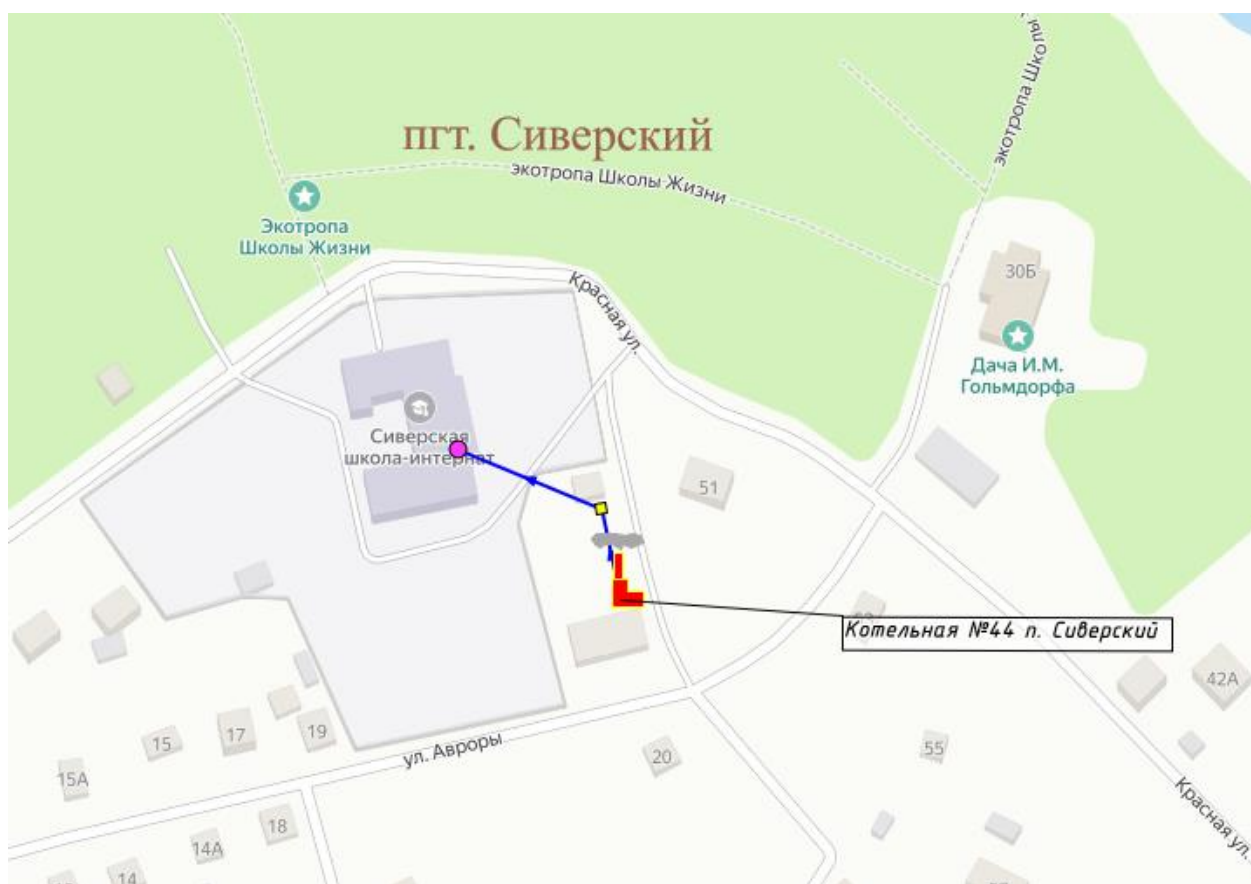 экотропа Школы
пгт. Сиверский
экотропа Школы Жизни
Экотропа
Школы Жизни
30Б
Красная ул.
Дача И.М.
Гольмдорфа
Сиверская
школа-интернат
51
Котельная №44 п. Сиверский
42А
15
17
19
ул. Авроры
20
55
15А
Красная ул.
18
14А
14